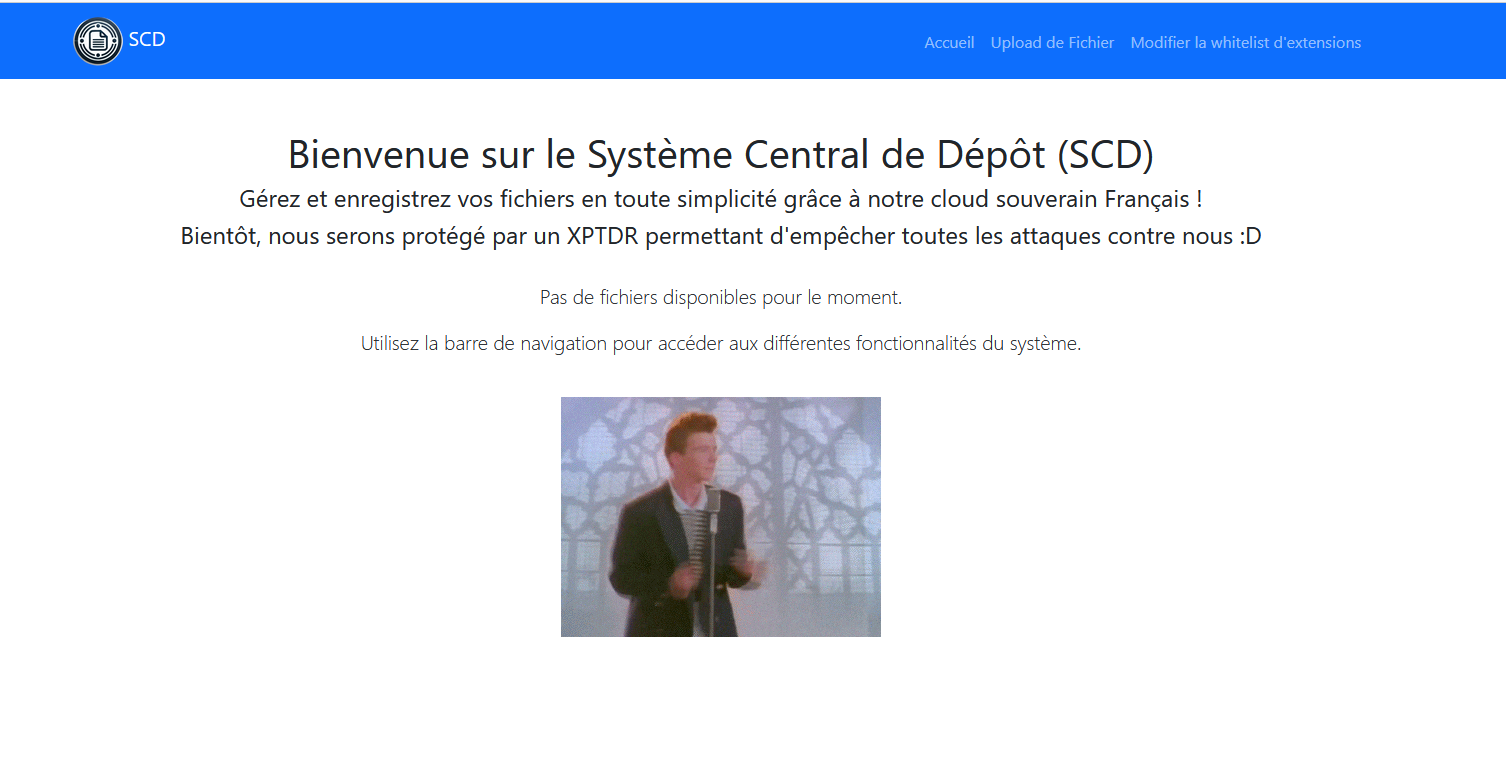 SCD
Accueil Upload de Fichier Modifier la whitelist d'extensions
Bienvenue sur le Système Central de Dépôt (SCD)
Gérez et enregistrez vos fichiers en toute simplicité grâce à notre cloud souverain Français !
Bientôt, nous serons protégé par un XPTDR permettant d'empêcher toutes les attaques contre nous :D
Pas de fichiers disponibles pour le moment.
Utilisez la barre de navigation pour accéder aux différentes fonctionnalités du système.